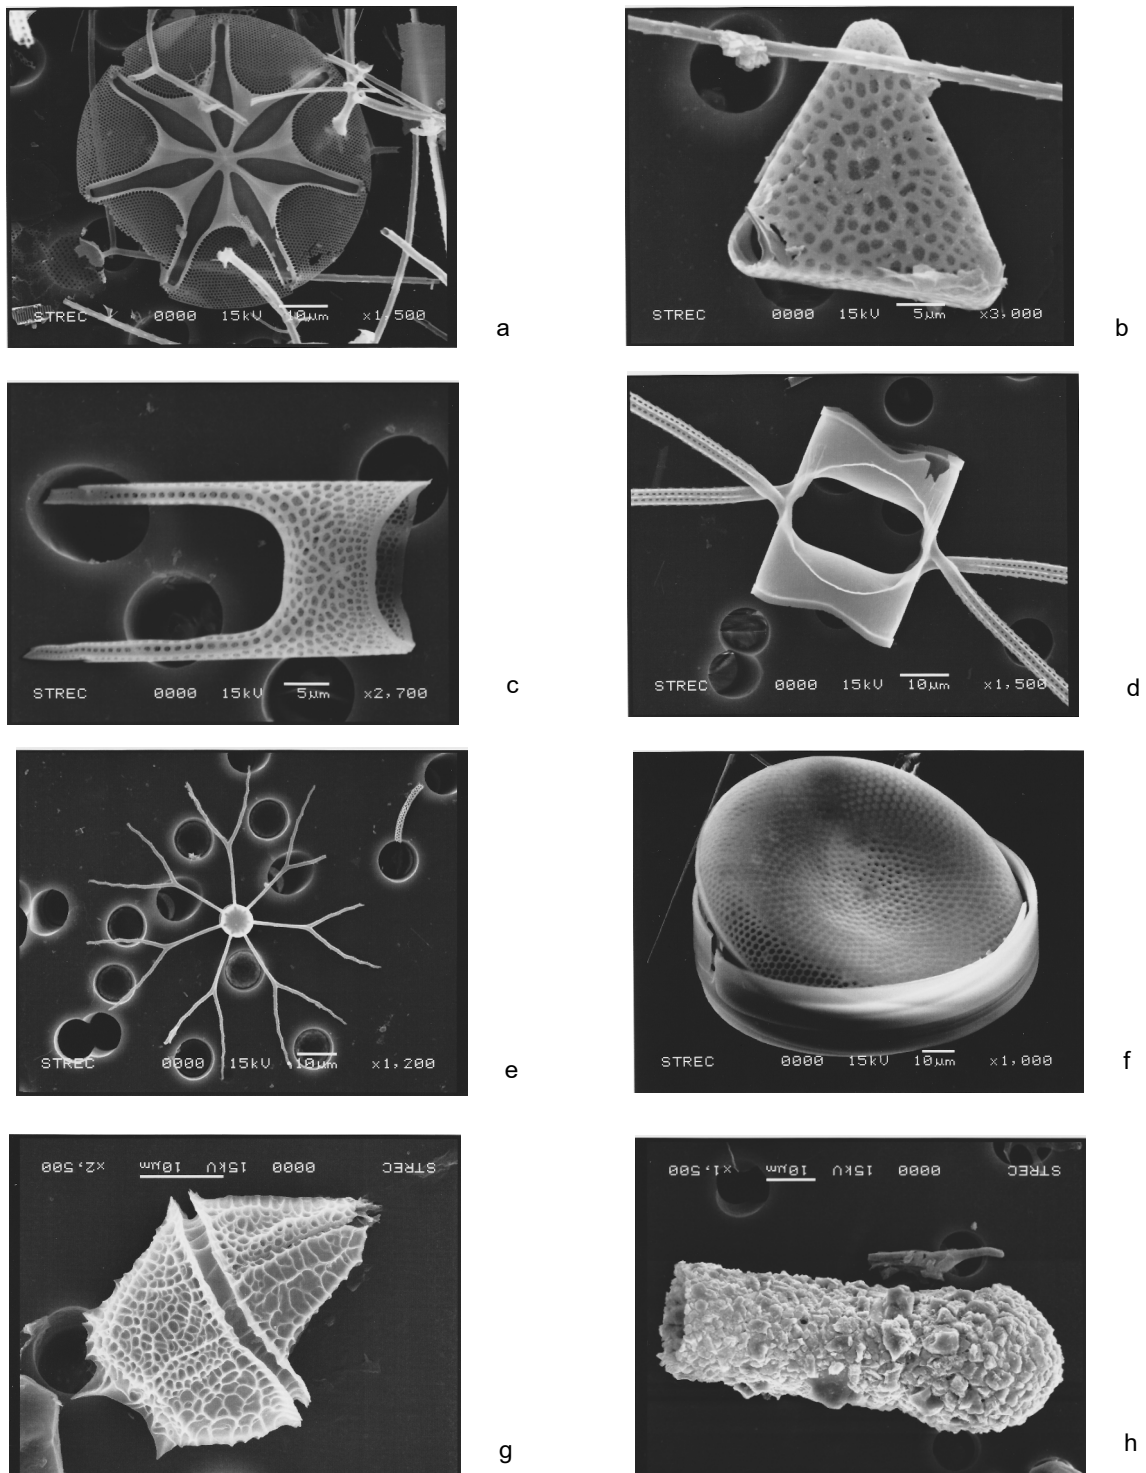 STREC 0000 15kV 10µm x1,500
a
STREC 0000 15kV 5µm x3,000
b
STREC 0000 15kV 5µm x2,700
c
STREC 0000 15kV 10µm x1,500
d
STREC 0000 15kV 10µm x1,200
e
STREC 0000 15kV 10µm x1,000
f
STREC 0000 15kV 10µm x2,500
g
STREC 0000 15kV 10µm x1,500
h